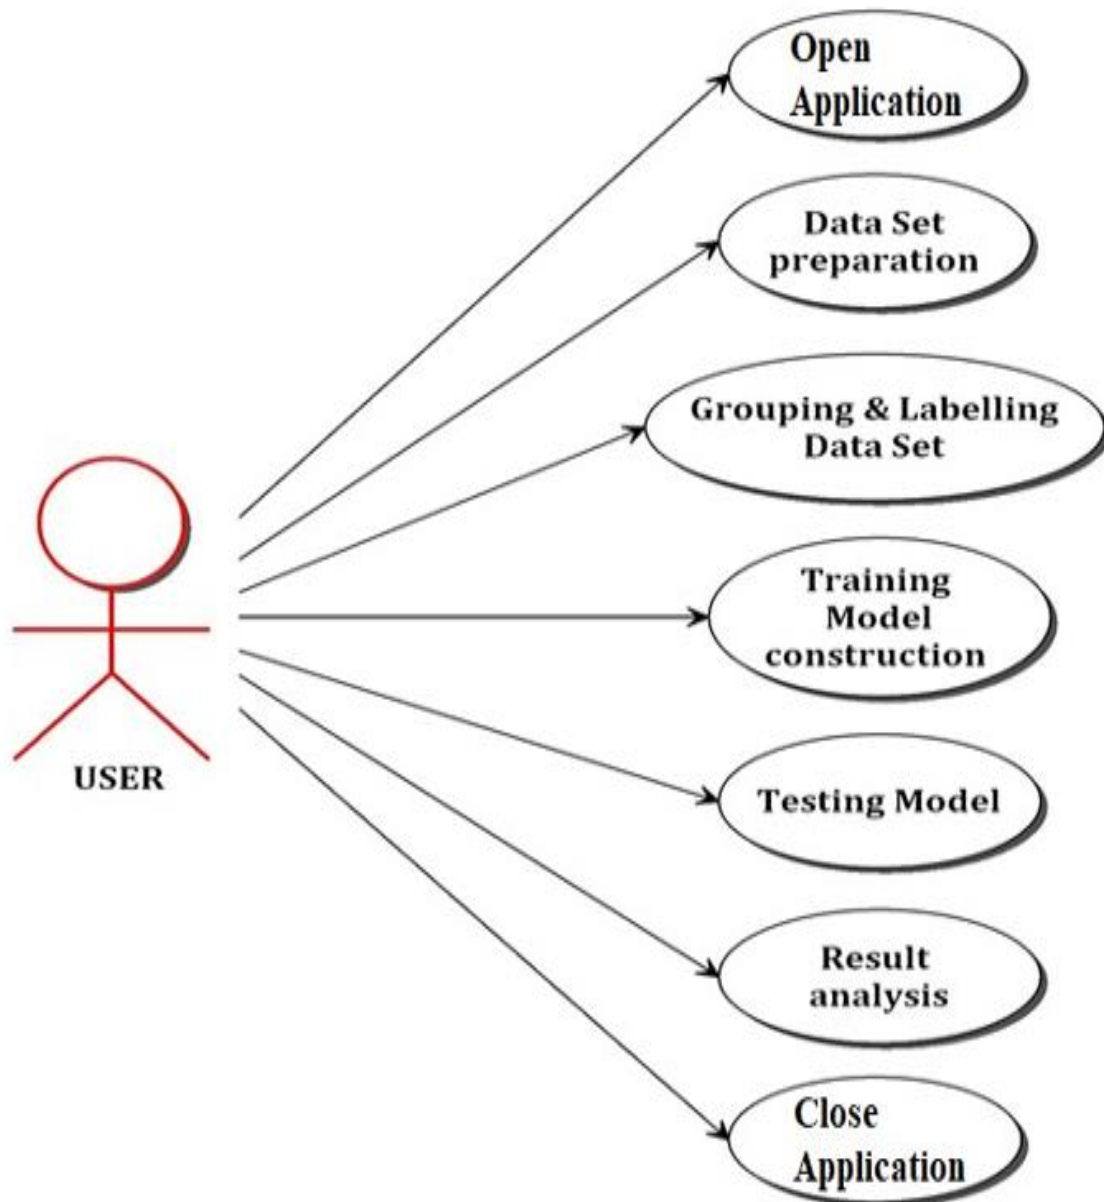 Open
Application
Data Set
preparation
Grouping & Labelling
Data Set
Training
Model
construction
USER
Testing Model
Result
analysis
Close
Application